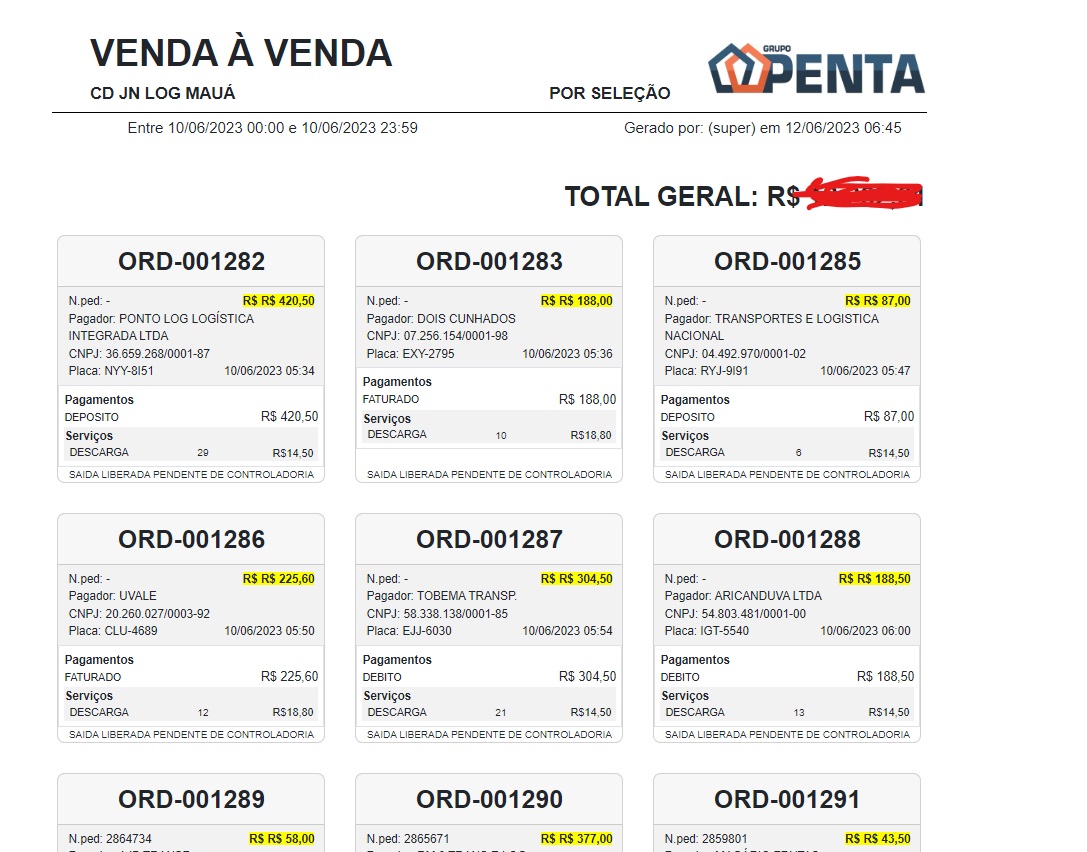 VENDA À VENDA
GRUPO
PENTA
CD JN LOG MAUÁ
POR SELEÇÃO
Entre 10/06/2023 00:00 e 10/06/2023 23:59
Gerado por: (super) em 12/06/2023 06:45
TOTAL GERAL: R$
ORD-001282
N.ped: - R$ R$ 420,50
Pagador: PONTO LOG LOGÍSTICA
INTEGRADA LTDA
CNPJ: 36.659.268/0001-87
Placa: NYY-8I51 10/06/2023 05:34
Pagamentos
DEPOSITO R$ 420,50
Serviços
DESCARGA 29 R$14,50
SAIDA LIBERADA PENDENTE DE CONTROLADORIA
ORD-001283
N.ped: - R$ R$ 188,00
Pagador: DOIS CUNHADOS
CNPJ: 07.256.154/0001-98
Placa: EXY-2795 10/06/2023 05:36
Pagamentos
FATURADO R$ 188,00
Serviços
DESCARGA 10 R$18,80
SAIDA LIBERADA PENDENTE DE CONTROLADORIA
ORD-001285
N.ped: - R$ R$ 87,00
Pagador: TRANSPORTES E LOGISTICA
NACIONAL
CNPJ: 04.492.970/0001-02
Placa: RYJ-9I91 10/06/2023 05:47
Pagamentos
DEPOSITO R$ 87,00
Serviços
DESCARGA 6 R$14,50
SAIDA LIBERADA PENDENTE DE CONTROLADORIA
ORD-001286
N.ped: - R$ R$ 225,60
Pagador: UVALE
CNPJ: 20.260.027/0003-92
Placa: CLU-4689 10/06/2023 05:50
Pagamentos
FATURADO R$ 225,60
Serviços
DESCARGA 12 R$18,80
SAIDA LIBERADA PENDENTE DE CONTROLADORIA
ORD-001287
N.ped: - R$ R$ 304,50
Pagador: TOBEMA TRANSP.
CNPJ: 58.338.138/0001-85
Placa: EJJ-6030 10/06/2023 05:54
Pagamentos
DEBITO R$ 304,50
Serviços
DESCARGA 21 R$14,50
SAIDA LIBERADA PENDENTE DE CONTROLADORIA
ORD-001288
N.ped: - R$ R$ 188,50
Pagador: ARICANDUVA LTDA
CNPJ: 54.803.481/0001-00
Placa: IGT-5540 10/06/2023 06:00
Pagamentos
DEBITO R$ 188,50
Serviços
DESCARGA 13 R$14,50
SAIDA LIBERADA PENDENTE DE CONTROLADORIA
ORD-001289
N.ped: 2864734 R$ R$ 58,00
ORD-001290
N.ped: 2865671 R$ R$ 377,00
ORD-001291
N.ped: 2859801 R$ R$ 43,50